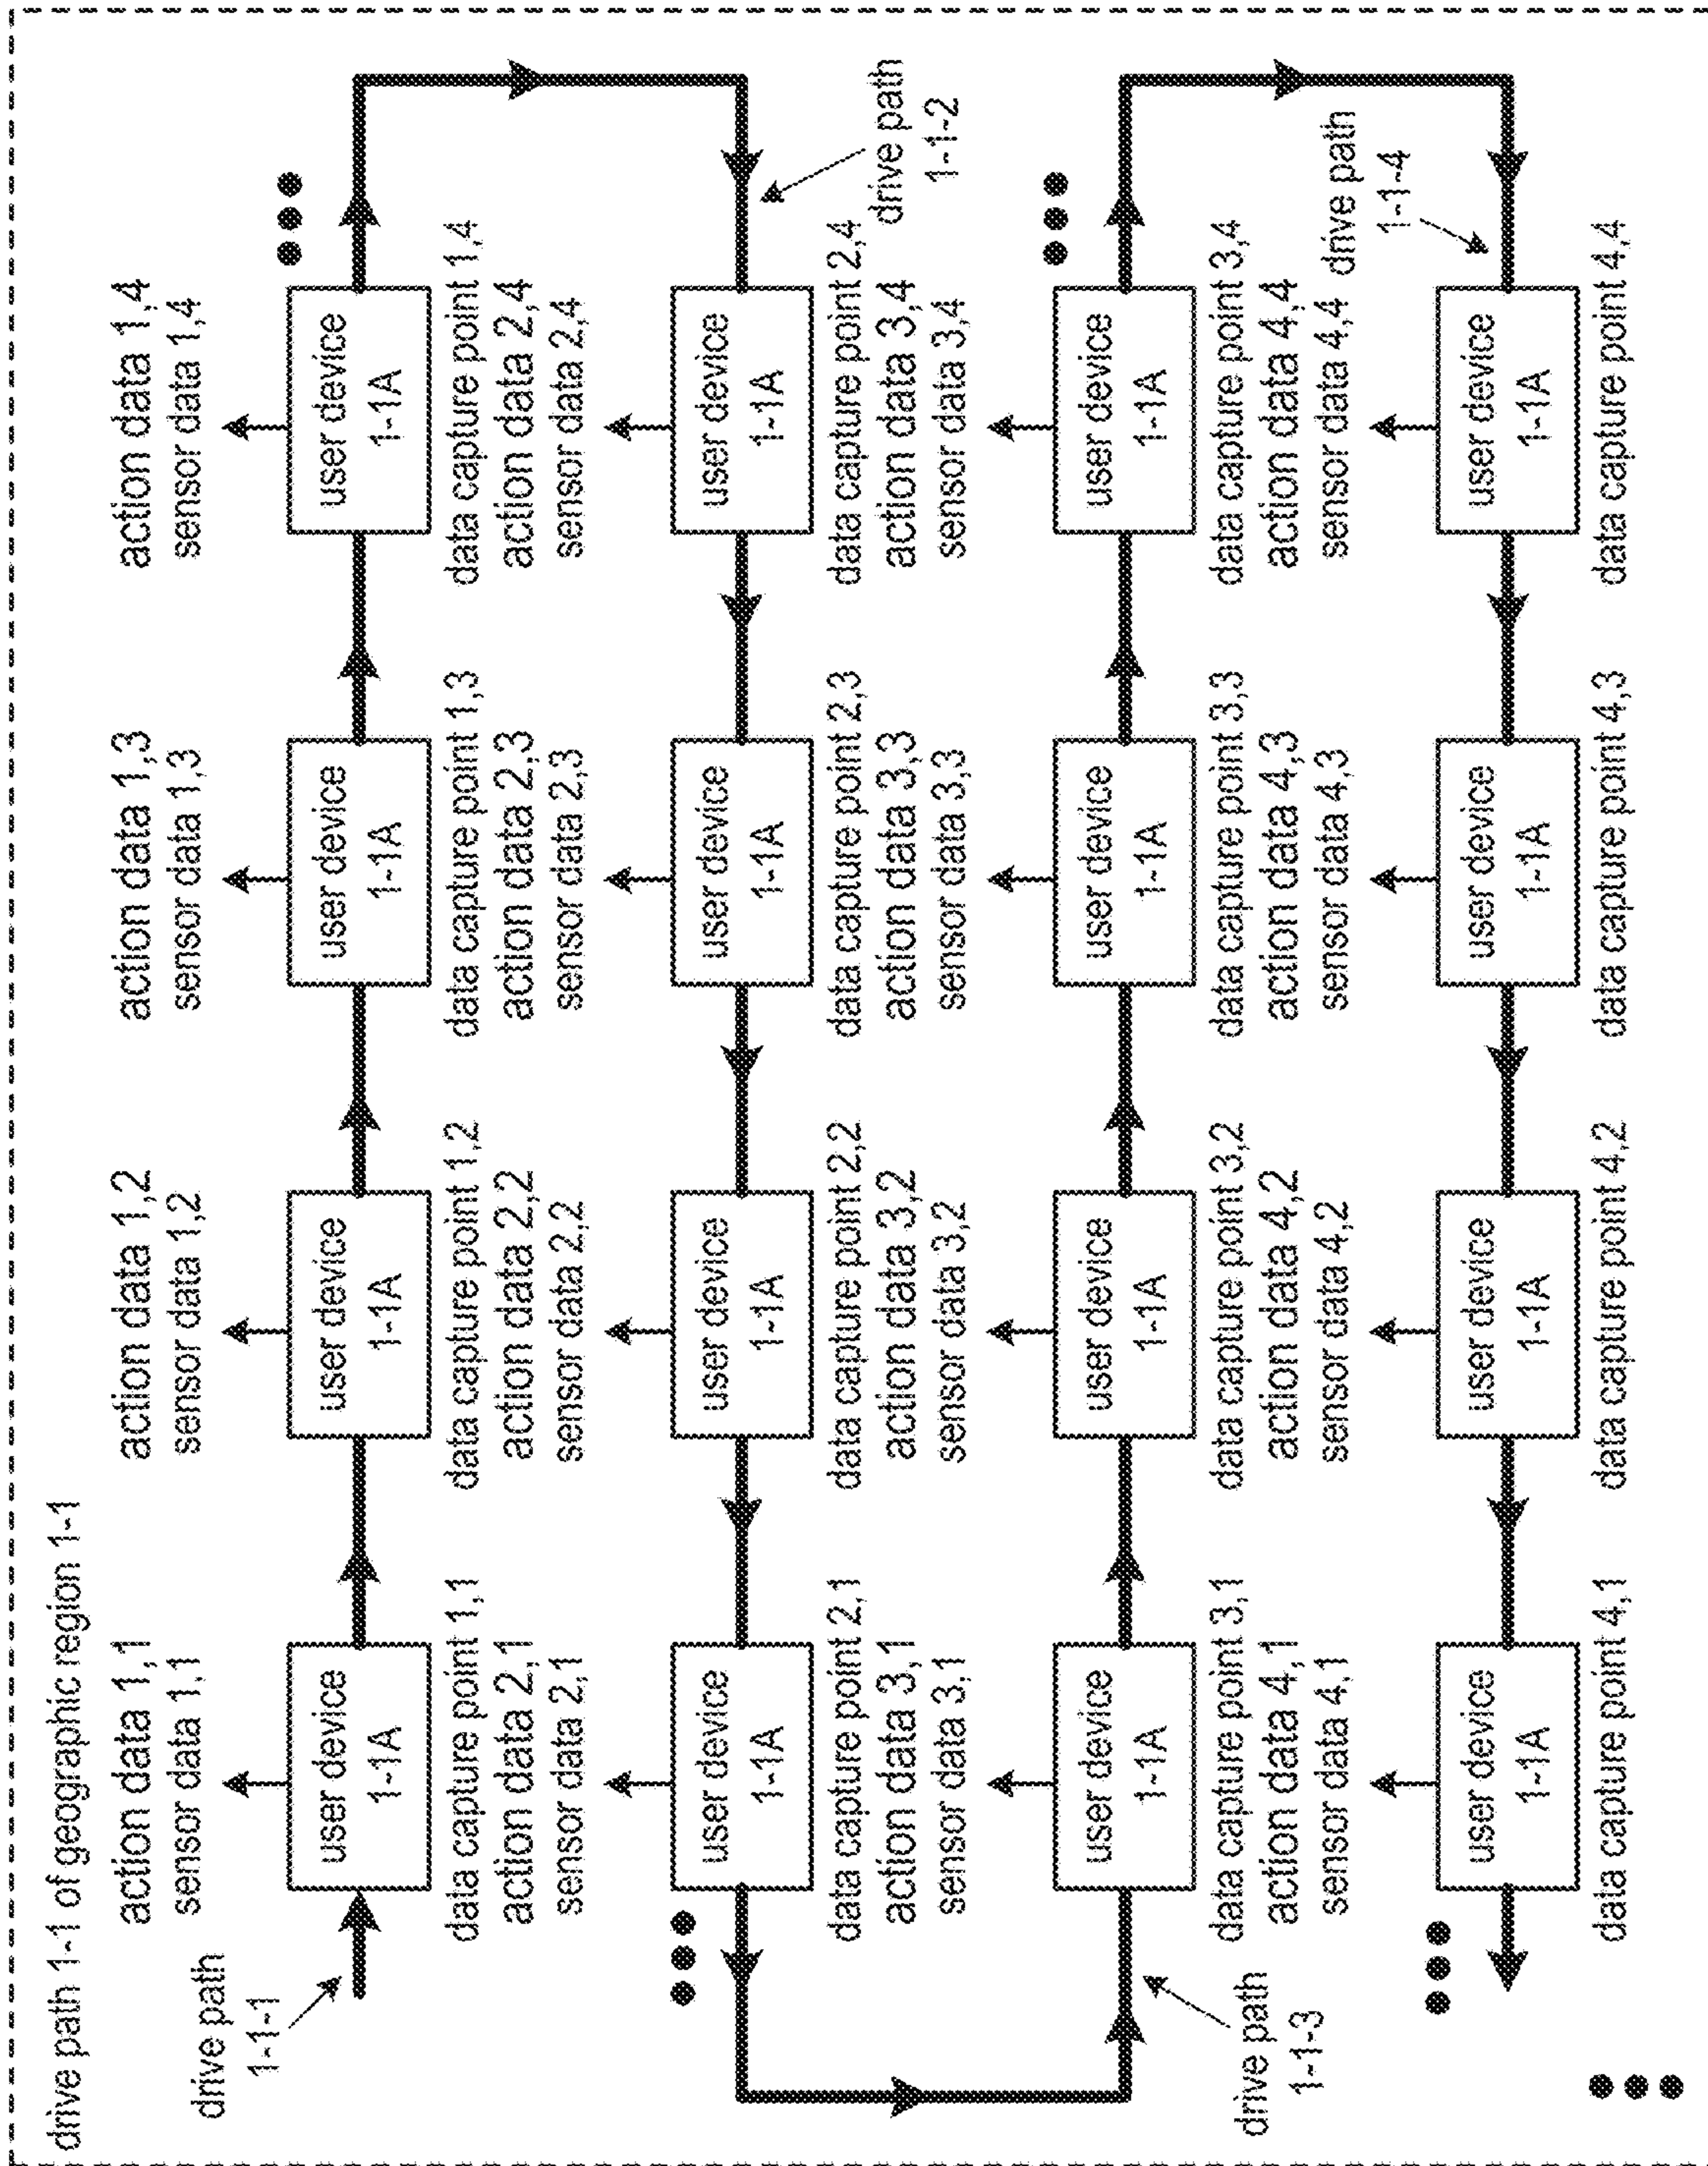 drive path 1-1 of geographic region 1-1
action data 1,1
sensor data 1,1
action data 1,2
sensor data 1,2
action data 1,3
sensor data 1,3
action data 1,4
sensor data 1,4
drive path
1-1-1
user device
1-1A
user device
1-1A
user device
1-1A
user device
1-1A
data capture point 1,1
data capture point 1,2
data capture point 1,3
data capture point 1,4
action data 2,1
sensor data 2,1
action data 2,2
sensor data 2,2
action data 2,3
sensor data 2,3
action data 2,4
sensor data 2,4
user device
1-1A
user device
1-1A
user device
1-1A
user device
1-1A
drive path
1-1-2
data capture point 2,1
data capture point 2,2
data capture point 2,3
data capture point 2,4
action data 3,1
sensor data 3,1
action data 3,2
sensor data 3,2
action data 3,3
sensor data 3,3
action data 3,4
sensor data 3,4
user device
1-1A
user device
1-1A
user device
1-1A
user device
1-1A
drive path
1-1-3
data capture point 3,1
data capture point 3,2
data capture point 3,3
data capture point 3,4
action data 4,1
sensor data 4,1
action data 4,2
sensor data 4,2
action data 4,3
sensor data 4,3
action data 4,4
sensor data 4,4
drive path
1-1-4
user device
1-1A
user device
1-1A
user device
1-1A
user device
1-1A
data capture point 4,1
data capture point 4,2
data capture point 4,3
data capture point 4,4